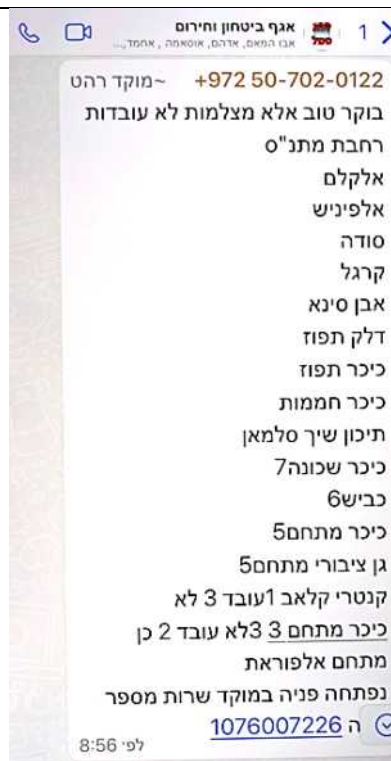 אגף ביטחון וחירום
אבו המאם, אדהם, אוסאמה, אחמד,...
1
+972 50-702-0122 ~מוקד רהט
בוקר טוב אלא מצלמות לא עובדות
רחבת מתנ"ס
אלקלם
אלפיניש
סודה
קרגל
אבן סינא
דלק תפוז
כיכר תפוז
כיכר חממות
תיכון שיך סלמאן
כיכר שכונה7
כביש6
כיכר מתחם5
גן ציבורי מתחם5
קנטרי קלאב 1עובד 3 לא
כיכר מתחם 3 3לא עובד 2 כן
מתחם אלפוראת
נפתחה פניה במוקד שרות מספר
ה 1076007226
לפי 8:56